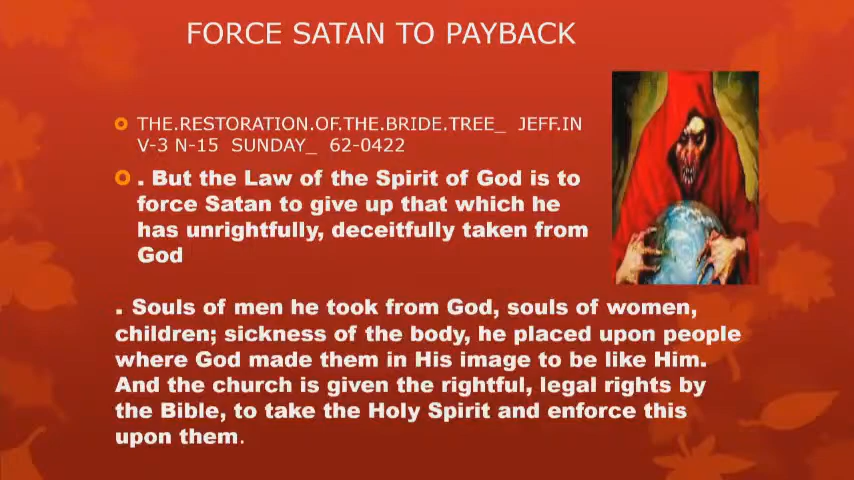 FORCE SATAN TO PAYBACK
THE.RESTORATION.OF.THE.BRIDE.TREE_ JEFF.IN
V-3 N-15 SUNDAY_ 62-0422
. But the Law of the Spirit of God is to
force Satan to give up that which he
has unrightfully, deceitfully taken from
God
. Souls of men he took from God, souls of women,
children; sickness of the body, he placed upon people
where God made them in His image to be like Him.
And the church is given the rightful, legal rights by
the Bible, to take the Holy Spirit and enforce this
upon them.